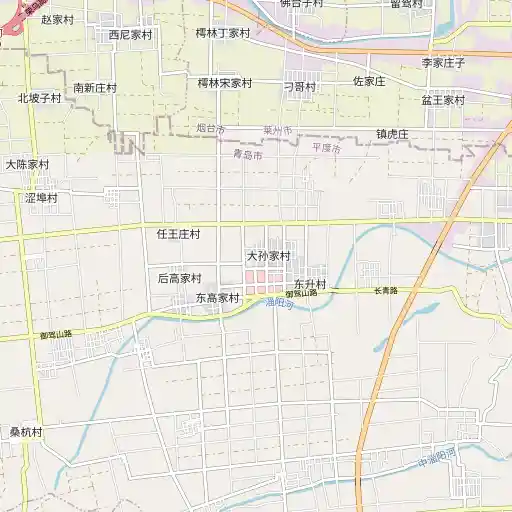 佛台子村
留驾村
赵家村
西尼家村
樗林丁家村
李家庄子
南新庄村
樗林宋家村
刁哥村
佐家庄
北坡子村
盆王家村
烟台市
莱州市
镇虎庄
青岛市
平度市
大陈家村
涩埠村
任王庄村
大孙家村
后高家村
东升村
东高家村
御驾山路
长青路
淄阳河
御驾山路
桑杭村
中淄阳河